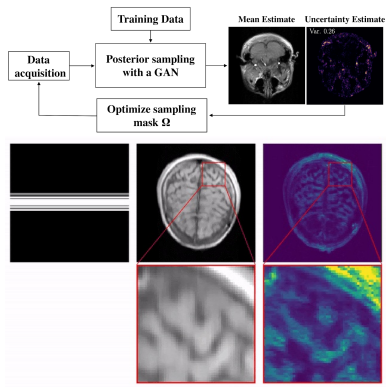 Training Data
Mean Estimate
Uncertainty Estimate
Var. 0.26
Data
acquisition
Posterior sampling
with a GAN
Optimize sampling
mask Ω